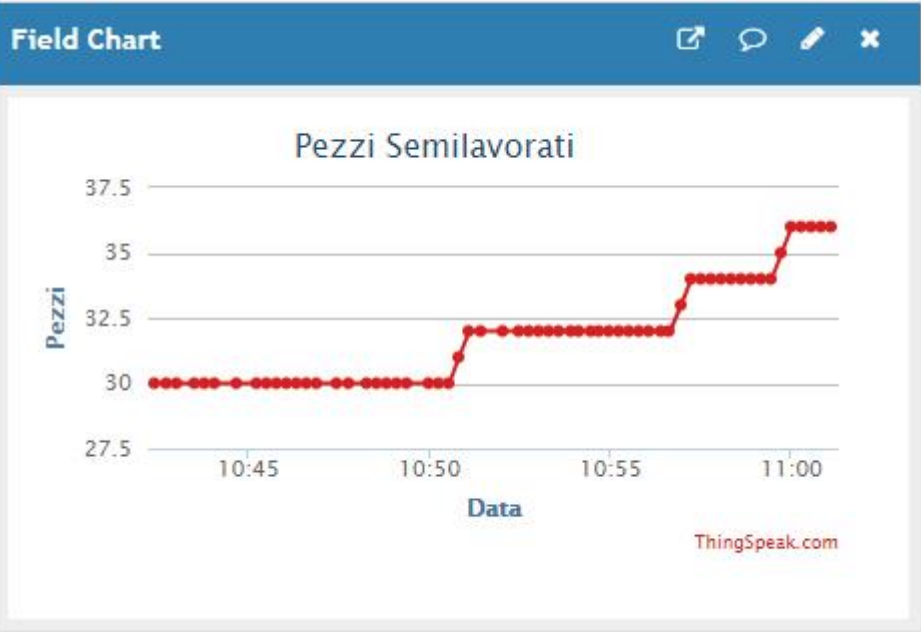 Field Chart
Pezzi Semilavorati
37.5
35
32.5
30
27.5
Pezzi
10:45 10:50 10:55 11:00
Data
ThingSpeak.com